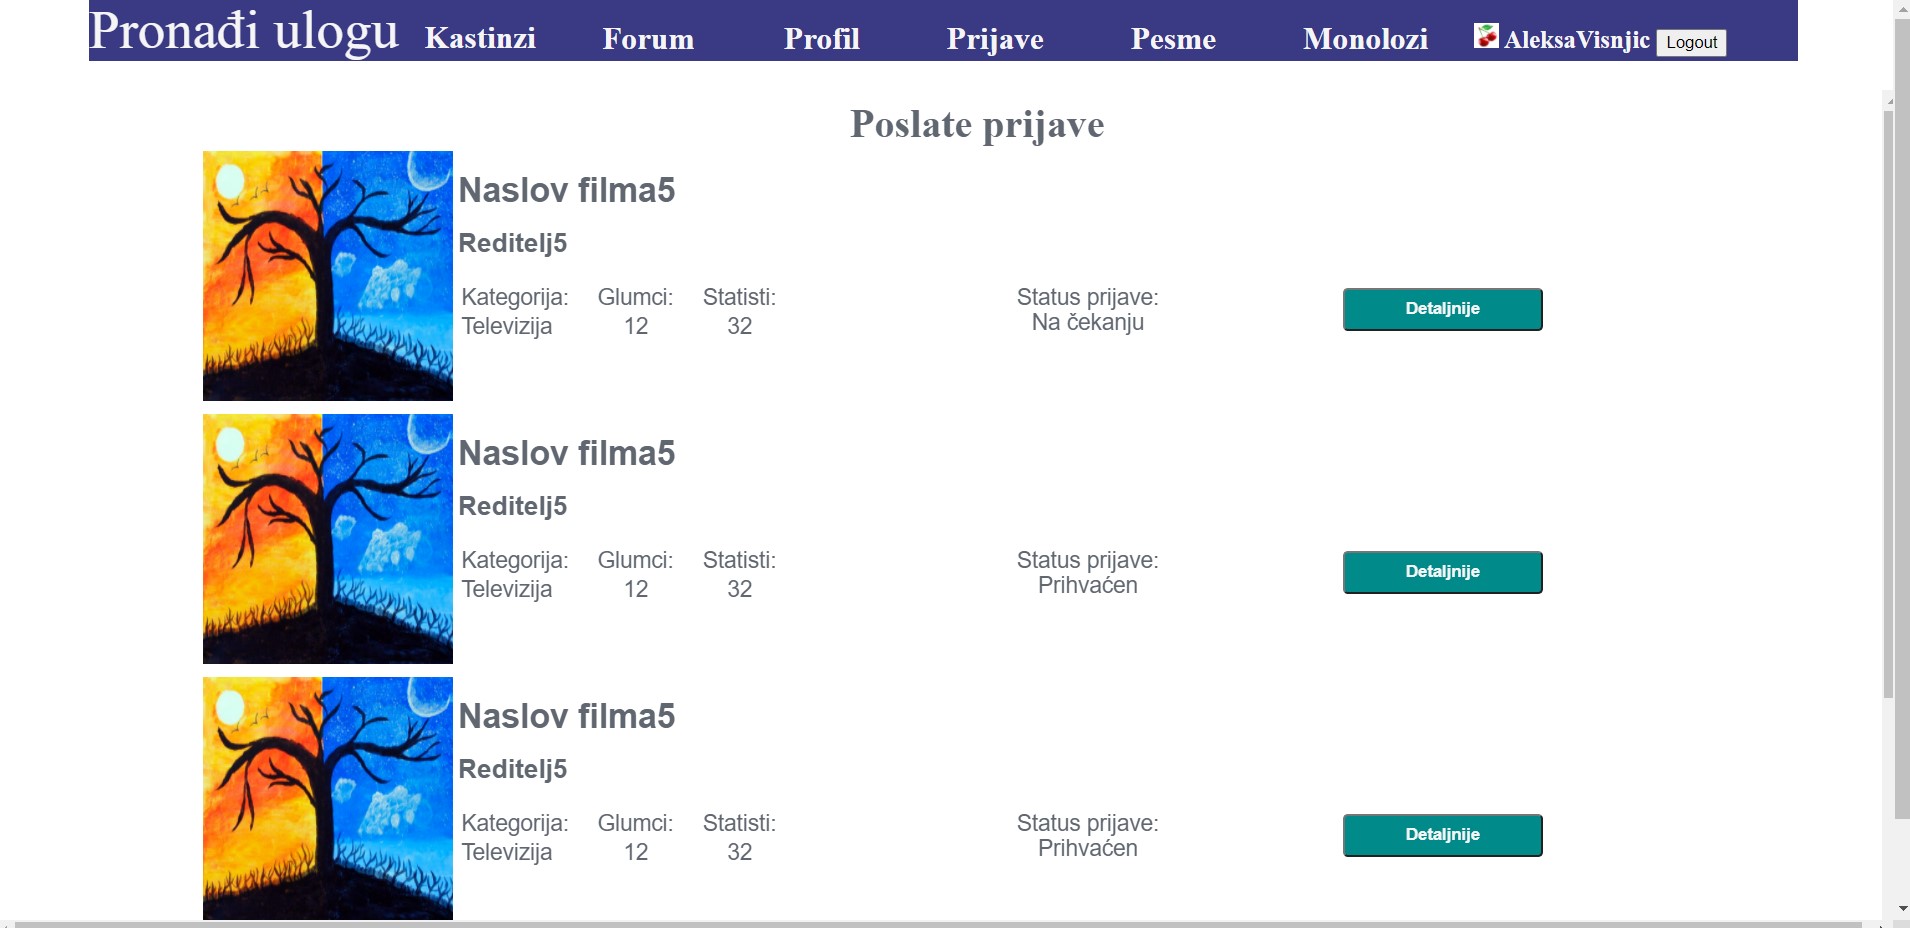 Pronađi ulogu Kastinzi Forum Profil Prijave Pesme Monolozi AleksaVisnjic Logout
Poslate prijave
Naslov filma5
Reditelj5
Kategorija: Glumci: Statisti: Status prijave: Detaljnije
Televizija 12 32 Na čekanju
Naslov filma5
Reditelj5
Kategorija: Glumci: Statisti: Status prijave: Detaljnije
Televizija 12 32 Prihvaćen
Naslov filma5
Reditelj5
Kategorija: Glumci: Statisti: Status prijave: Detaljnije
Televizija 12 32 Prihvaćen